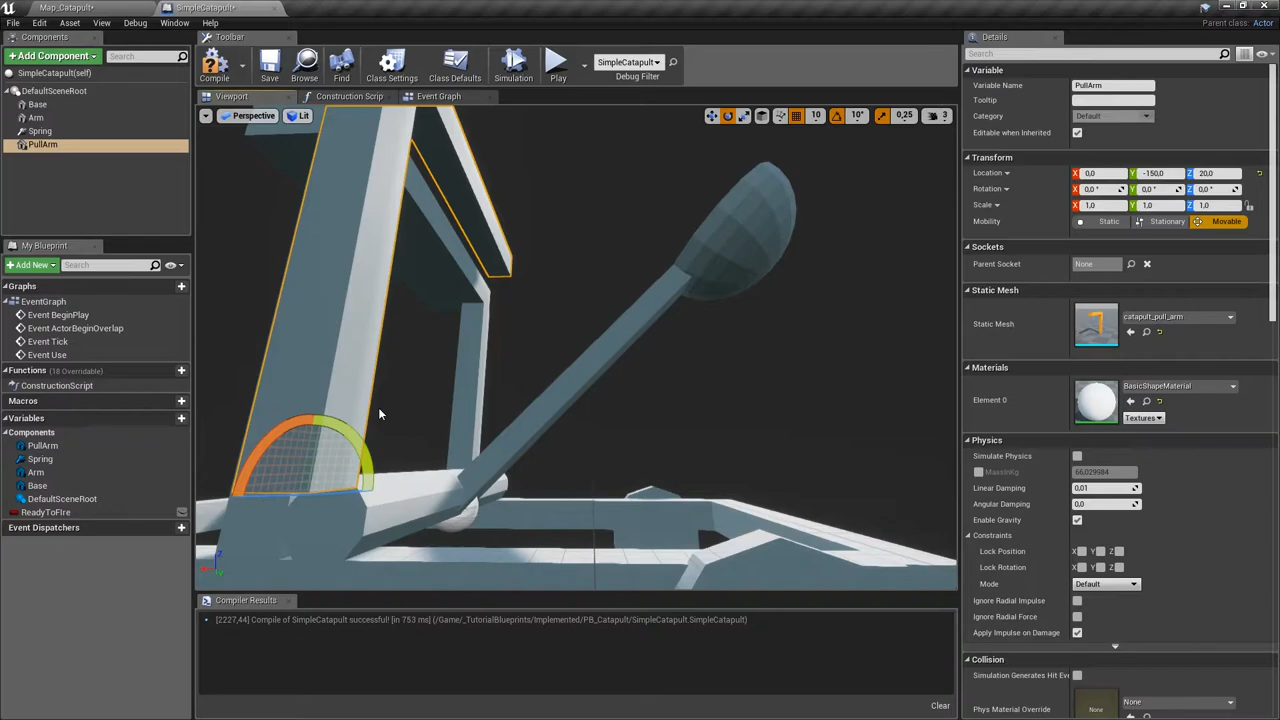 Map_Catapult*
SimpleCatapult*
File Edit Asset View Debug Window Help
Parent class: Actor
Components
Add Component
Search
SimpleCatapult(self)
DefaultSceneRoot
Base
Arm
Spring
PullArm
My Blueprint
Add New
Search
Graphs
EventGraph
Event BeginPlay
Event ActorBeginOverlap
Event Tick
Event Use
Functions (18 Overridable)
ConstructionScript
Macros
Variables
Components
PullArm
Spring
Arm
Base
DefaultSceneRoot
ReadyToFire
Event Dispatchers
Toolbar
Compile
Save
Browse
Find
Class Settings
Class Defaults
Simulation
Play
SimpleCatapult
Debug Filter
Viewport
Construction Scrip
Event Graph
Perspective
Lit
10
10°
0,25
3
Compiler Results
[2227,44] Compile of SimpleCatapult successful! [in 753 ms] (/Game/_TutorialBlueprints/Implemented/PB_Catapult/SimpleCatapult.SimpleCatapult)
Clear
Details
Search
Variable
Variable Name PullArm
Tooltip
Category Default
Editable when Inherited
Transform
Location X 0,0 Y -150,0 Z 20,0
Rotation X 0,0 ° Y 0,0 ° Z 0,0 °
Scale X 1,0 Y 1,0 Z 1,0
Mobility Static Stationary Movable
Sockets
Parent Socket None
Static Mesh
Static Mesh catapult_pull_arm
Materials
Element 0 BasicShapeMaterial
Textures
Physics
Simulate Physics
MassInKg 66,029984
Linear Damping 0,01
Angular Damping 0,0
Enable Gravity
Constraints
Lock Position X Y Z
Lock Rotation X Y Z
Mode Default
Ignore Radial Impulse
Ignore Radial Force
Apply Impulse on Damage
Collision
Simulation Generates Hit Eve
Phys Material Override None None